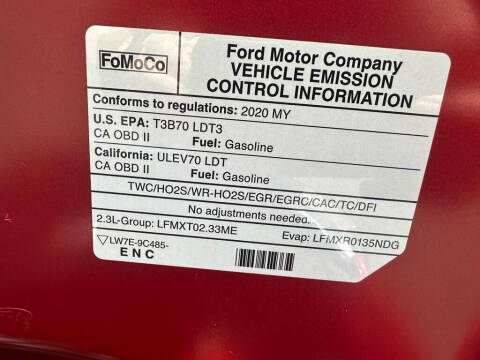 FoMoCo
Ford Motor Company
VEHICLE EMISSION
CONTROL INFORMATION
Conforms to regulations: 2020 MY
U.S. EPA: T3B70 LDT3
CA OBD II Fuel: Gasoline
California: ULEV70 LDT
CA OBD II Fuel: Gasoline
TWC/HO2S/WR-HO2S/EGR/EGRC/CAC/TC/DFI
No adjustments needed.
2.3L-Group: LFMXT02.33ME Evap: LFMXR0135NDG
LW7E-9C485-
ENC